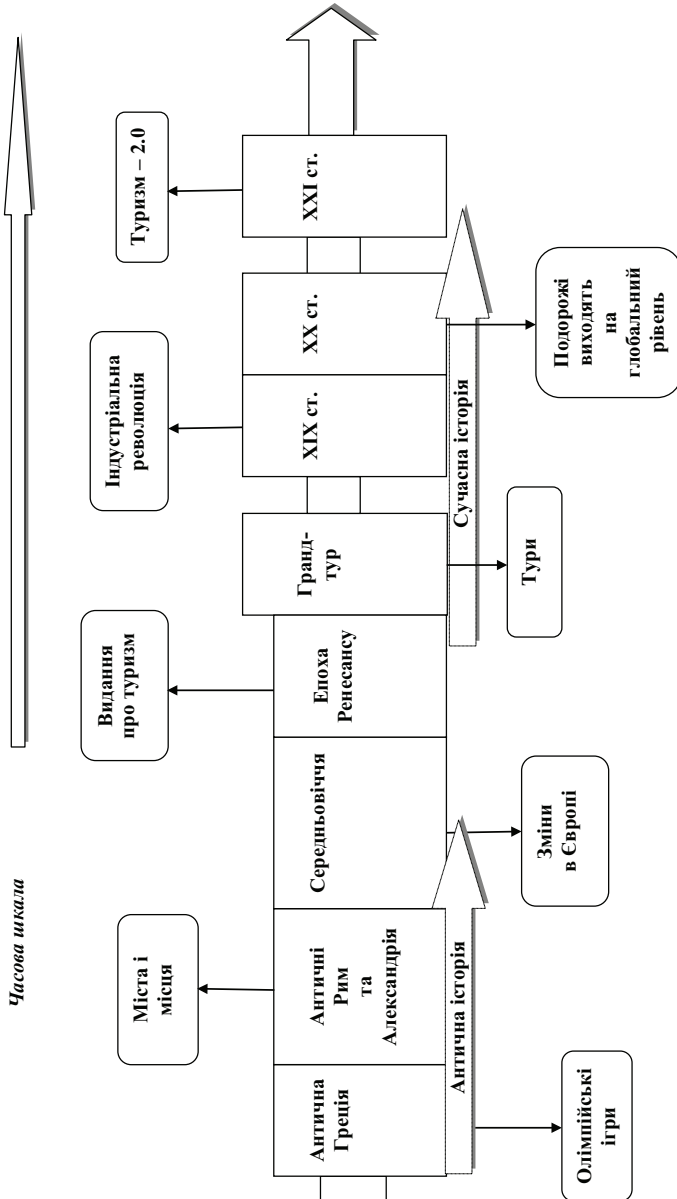 Часова шкала
Міста і
місця
Видання
про туризм
Індустріальна
революція
Туризм – 2.0
Антична
Греція
Античні
Рим
та
Александрія
Середньовіччя
Епоха
Ренесансу
Гранд-
тур
XIX ст.
XX ст.
XXI ст.
Антична історія
Сучасна історія
Олімпійські
ігри
Зміни
в Європі
Тури
Подорожі
виходять
на
глобальний
рівень